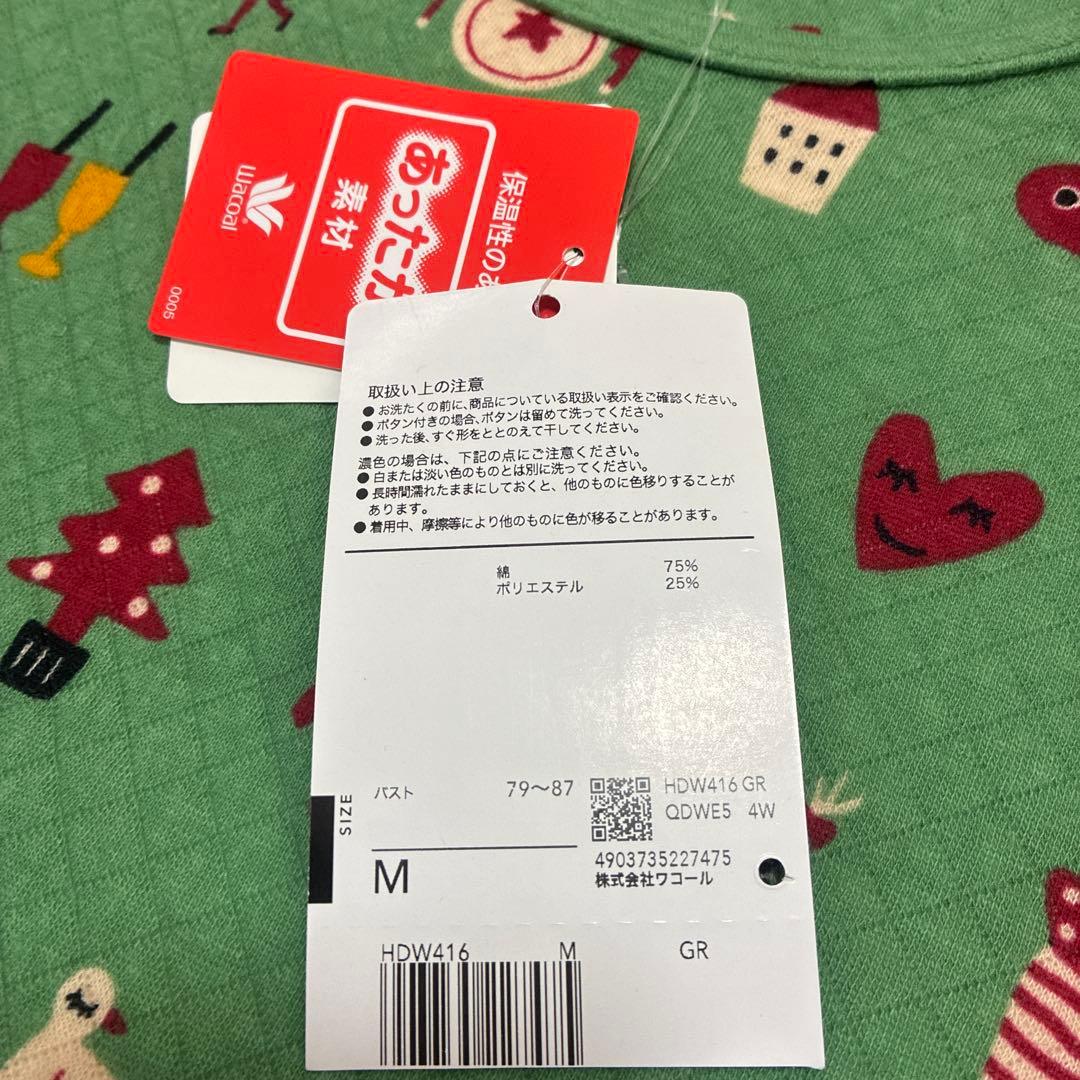 保温性のあ
あったか
素材
wacoal
0005
取扱い上の注意
●お洗たくの前に、商品についている取扱い表示をご確認ください。
●ボタン付きの場合、ボタンは留めて洗ってください。
●洗った後、すぐ形をととのえて干してください。
濃色の場合は、下記の点にご注意ください。
●白または淡い色のものとは別に洗ってください。
●長時間濡れたままにしておくと、他のものに色移りすることが
あります。
●着用中、摩擦等により他のものに色が移ることがあります。
綿 75%
ポリエステル 25%
SIZE
バスト 79〜87
M
HDW416 GR
QDWE5 4W
4903735227475
株式会社ワコール
HDW416 M GR